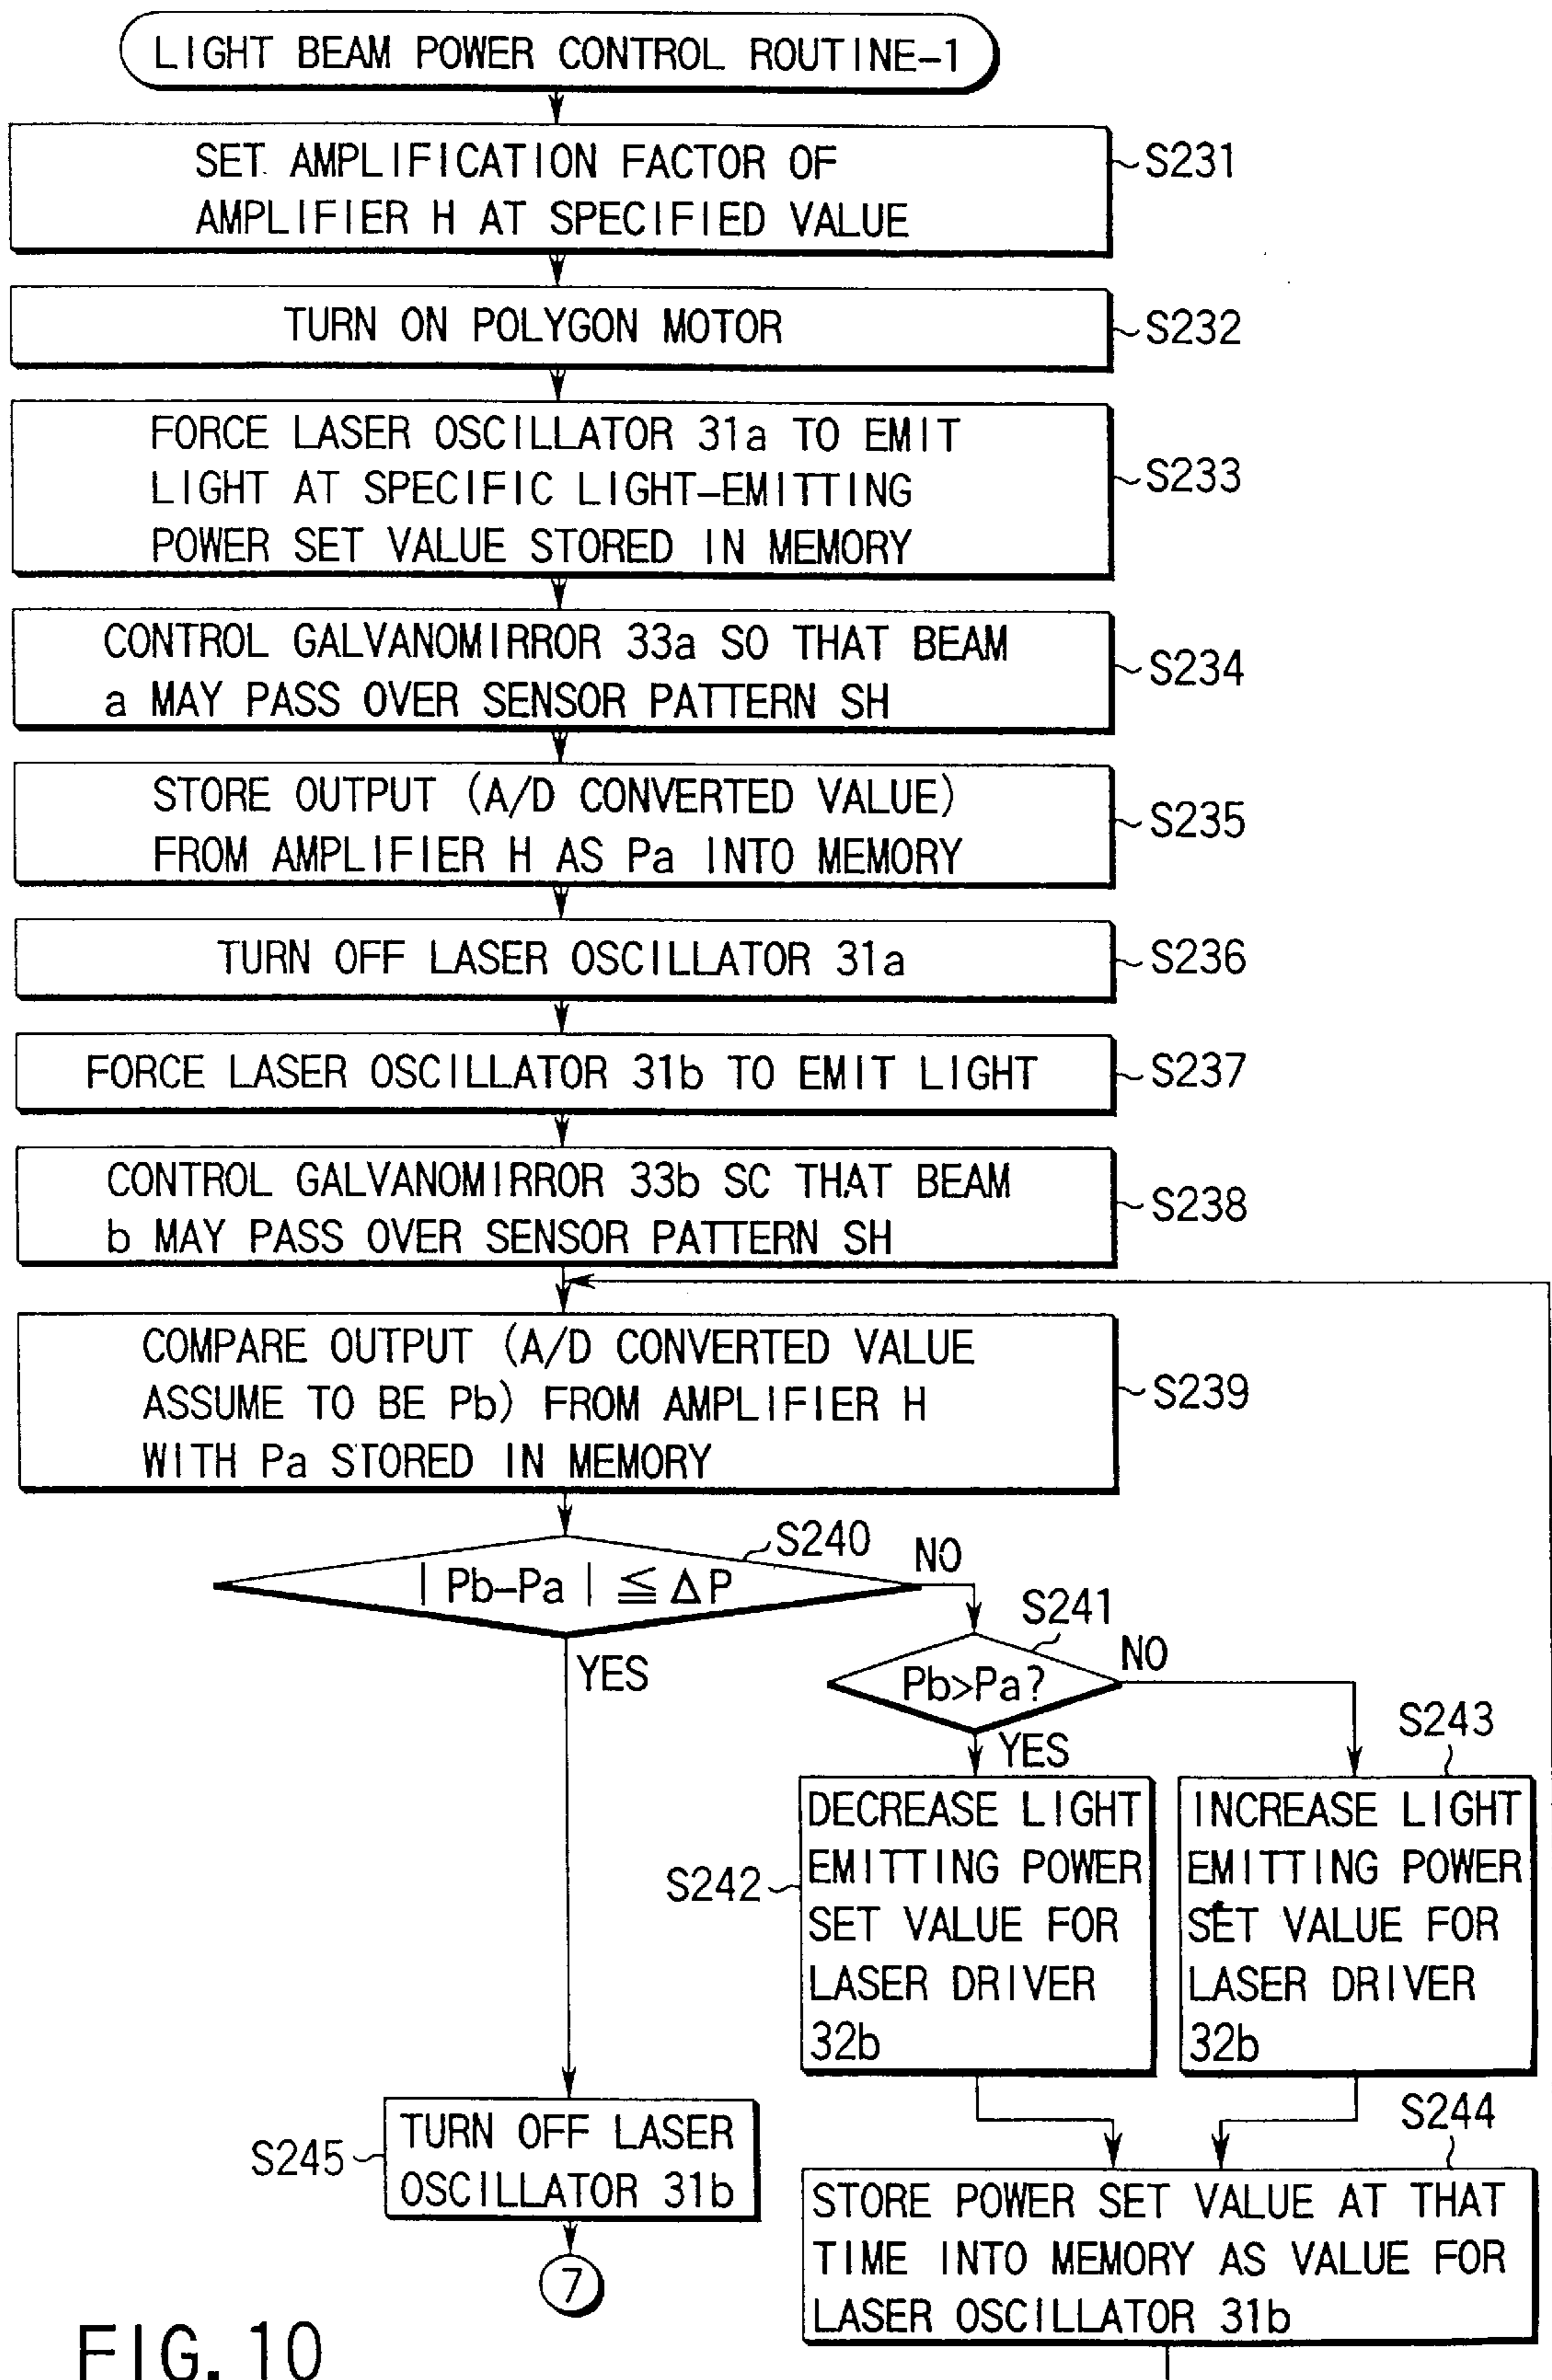 LIGHT BEAM POWER CONTROL ROUTINE-1
SET AMPLIFICATION FACTOR OF
AMPLIFIER H AT SPECIFIED VALUE
S231
TURN ON POLYGON MOTOR
S232
FORCE LASER OSCILLATOR 31a TO EMIT
LIGHT AT SPECIFIC LIGHT-EMITTING
POWER SET VALUE STORED IN MEMORY
S233
CONTROL GALVANOMIRROR 33a SO THAT BEAM
a MAY PASS OVER SENSOR PATTERN SH
S234
STORE OUTPUT (A/D CONVERTED VALUE)
FROM AMPLIFIER H AS Pa INTO MEMORY
S235
TURN OFF LASER OSCILLATOR 31a
S236
FORCE LASER OSCILLATOR 31b TO EMIT LIGHT
S237
CONTROL GALVANOMIRROR 33b SC THAT BEAM
b MAY PASS OVER SENSOR PATTERN SH
S238
COMPARE OUTPUT (A/D CONVERTED VALUE
ASSUME TO BE Pb) FROM AMPLIFIER H
WITH Pa STORED IN MEMORY
S239
S240
| Pb-Pa | ≦ ΔP
NO
YES
S241
Pb>Pa?
NO
YES
S242
DECREASE LIGHT
EMITTING POWER
SET VALUE FOR
LASER DRIVER
32b
S243
INCREASE LIGHT
EMITTING POWER
SET VALUE FOR
LASER DRIVER
32b
S244
STORE POWER SET VALUE AT THAT
TIME INTO MEMORY AS VALUE FOR
LASER OSCILLATOR 31b
S245
TURN OFF LASER
OSCILLATOR 31b
7
FIG. 10